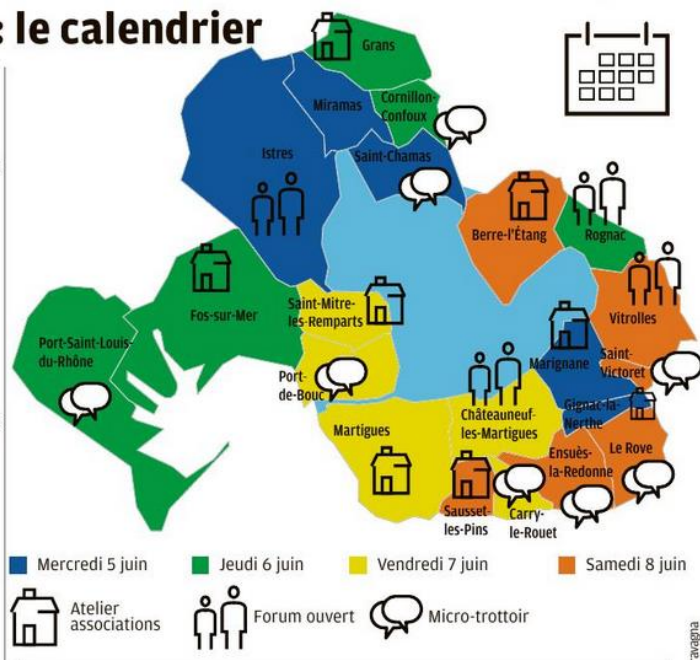 : le calendrier
Grans
Miramas
Cornillon-
Confoux
Istres
Saint-Chamas
Berre-l'Étang
Rognac
Fos-sur-Mer
Saint-Mitre-
les-Remparts
Vitrolles
Port-Saint-Louis-
du-Rhône
Marignane
Saint-
Victoret
Port-
de-Bouc
Châteauneuf-
les-Martigues
Gignac-la-
Nerthe
Martigues
Ensuès-
la-Redonne
Le Rove
Sausset-
les-Pins
Carry-
le-Rouet
Mercredi 5 juin
Jeudi 6 juin
Vendredi 7 juin
Samedi 8 juin
Atelier
associations
Forum ouvert
Micro-trottoir